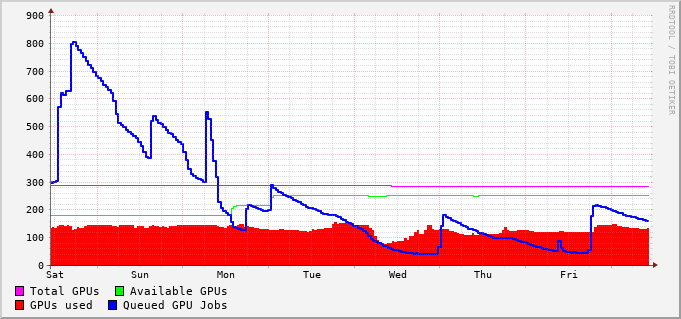 900
800
700
600
500
400
300
200
100
0
Sat Sun Mon Tue Wed Thu Fri
Total GPUs Available GPUs
GPUs used Queued GPU Jobs
RRDTOOL / TOBI OETIKER